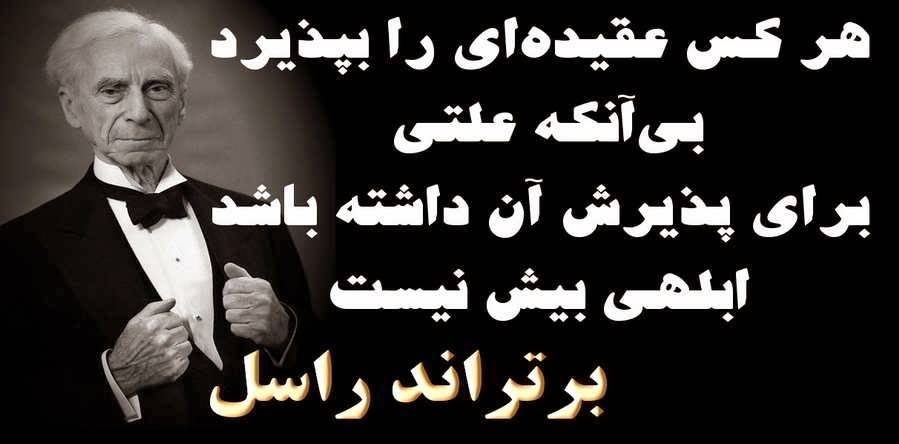 هر کس عقیده‌ای را بپذیرد
بی‌آنکه علتی
برای پذیرش آن داشته باشد
ابلهی بیش نیست
برتراند راسل